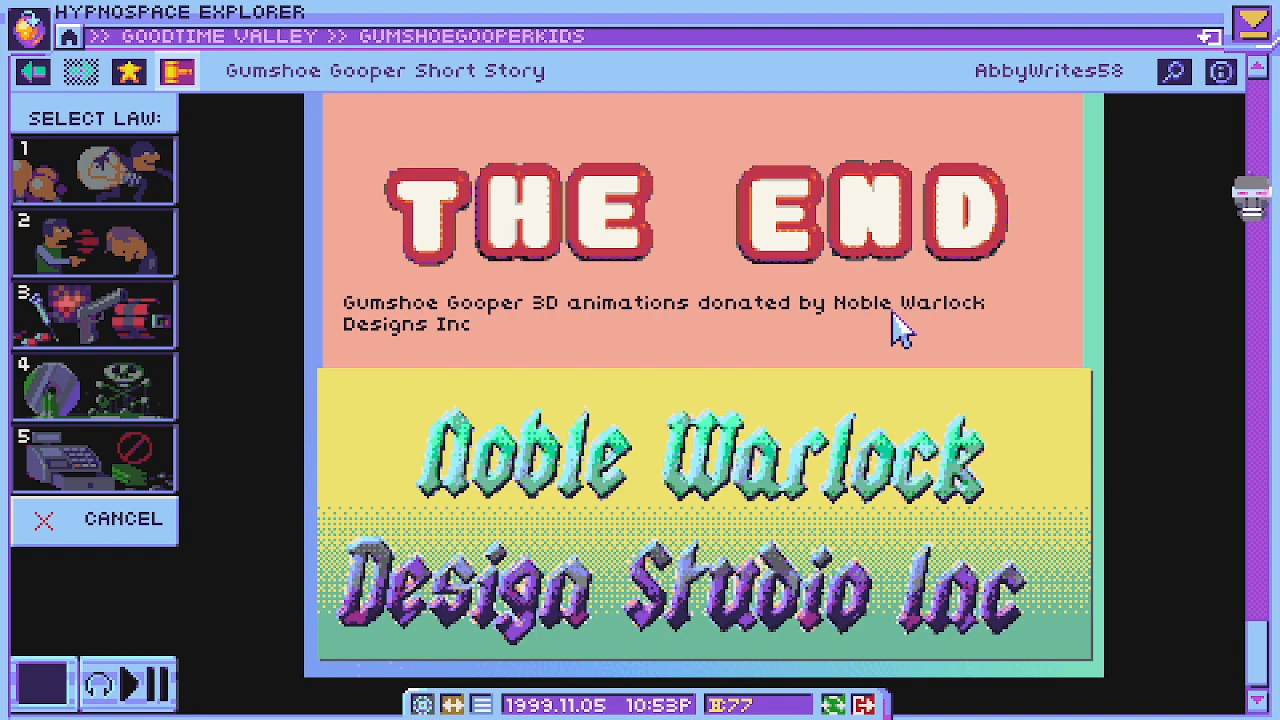 HYPNOSPACE EXPLORER
>> GOODTIME VALLEY >> GUMSHOEGOOPERKIDS
Gumshoe Gooper Short Story
AbbyWrites58
SELECT LAW:
1
2
3
4
5
CANCEL
THE END
Gumshoe Gooper 3D animations donated by Noble Warlock
Designs Inc
Noble Warlock
Design Studio Inc
1999.11.05 10:53P
77